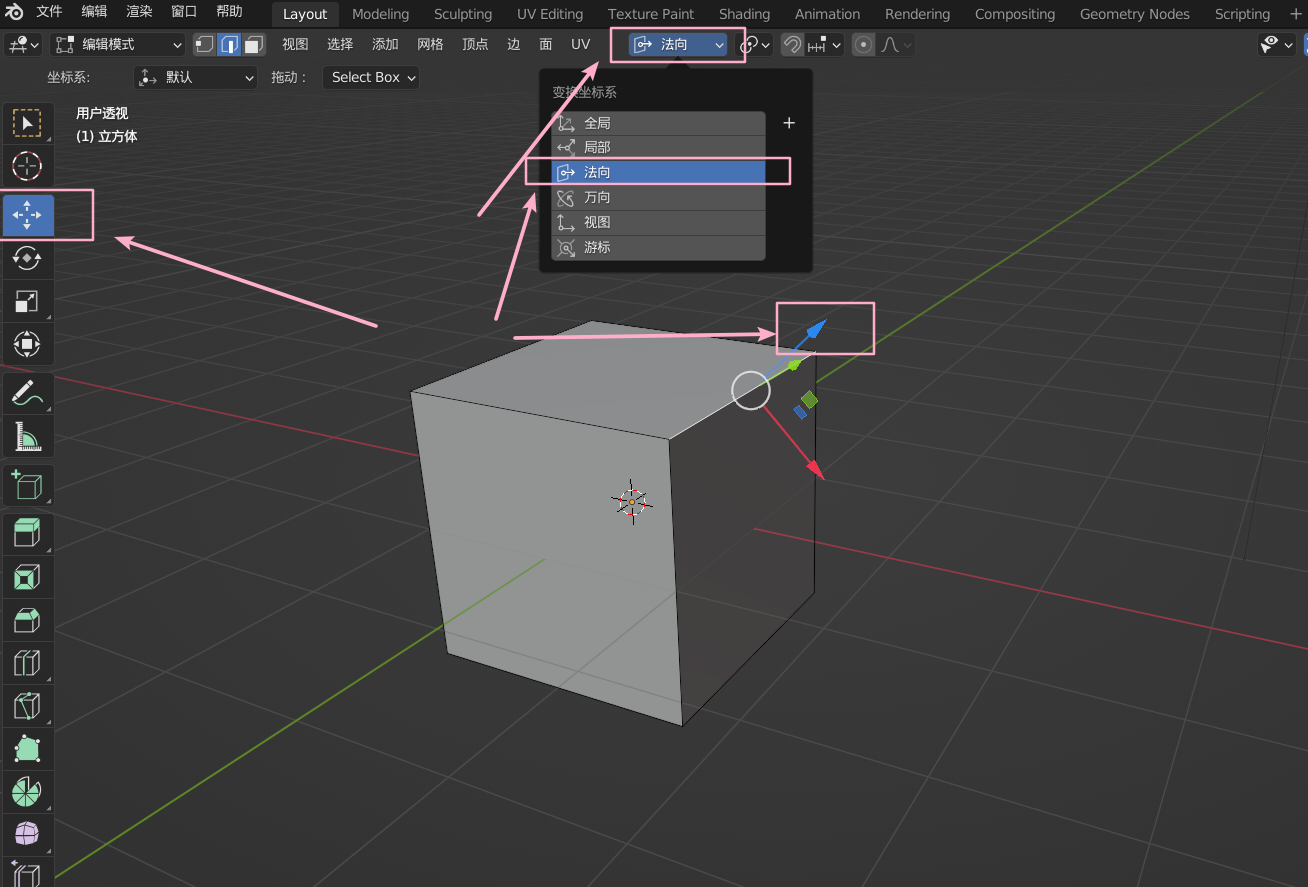 文件 编辑 渲染 窗口 帮助 Layout Modeling Sculpting UV Editing Texture Paint Shading Animation Rendering Compositing Geometry Nodes Scripting +
编辑模式 视图 选择 添加 网格 顶点 边 面 UV 法向
坐标系: 默认 拖动: Select Box
变换坐标系
全局
局部
法向
万向
视图
游标
用户透视
(1) 立方体